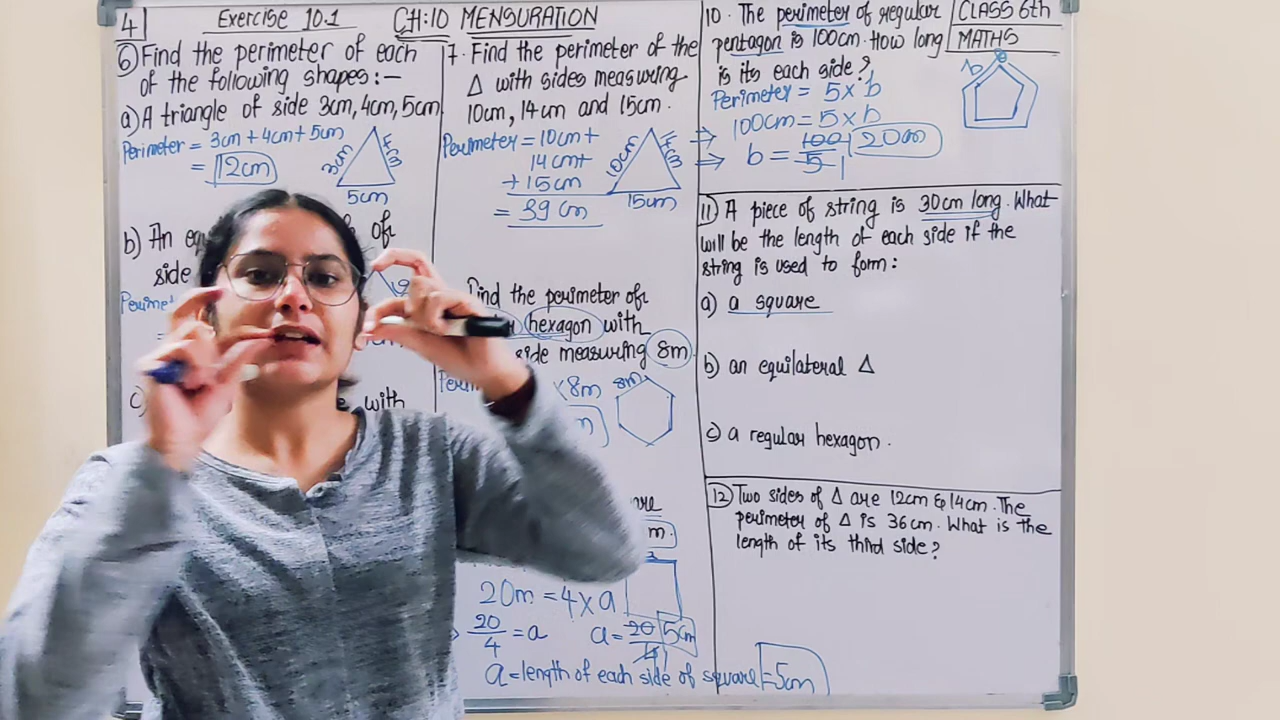 4
Exercise 10.1
CH:10 MENSURATION
CLASS 6th
MATHS
6) Find the perimeter of each
of the following shapes:-
a) A triangle of side 3cm, 4cm, 5cm
Perimeter = 3cm + 4cm + 5cm
= 12cm
3cm
4cm
5cm
b) An
of
side
c)
with
7. Find the perimeter of the
Δ with sides measuring
10cm, 14cm and 15cm.
Perimeter = 10cm +
14cm+
+ 15cm
= 39cm
10cm
14cm
15cm
Find the perimeter of
hexagon with
side measuring 8m
×8m
8m
20m = 4×a
20/4 = a
a = 20/4 5cm
a = length of each side of square = 5cm
10. The perimeter of regular
pentagon is 100cm. How long
is its each side?
Perimeter = 5×b
⇒ 100cm = 5×b
⇒ b = 100/5 20cm
b
11) A piece of string is 30cm long. What
will be the length of each side if the
string is used to form:
a) a square
b) an equilateral Δ
c) a regular hexagon.
12) Two sides of Δ are 12cm & 14cm. The
perimeter of Δ is 36cm. What is the
length of its third side?